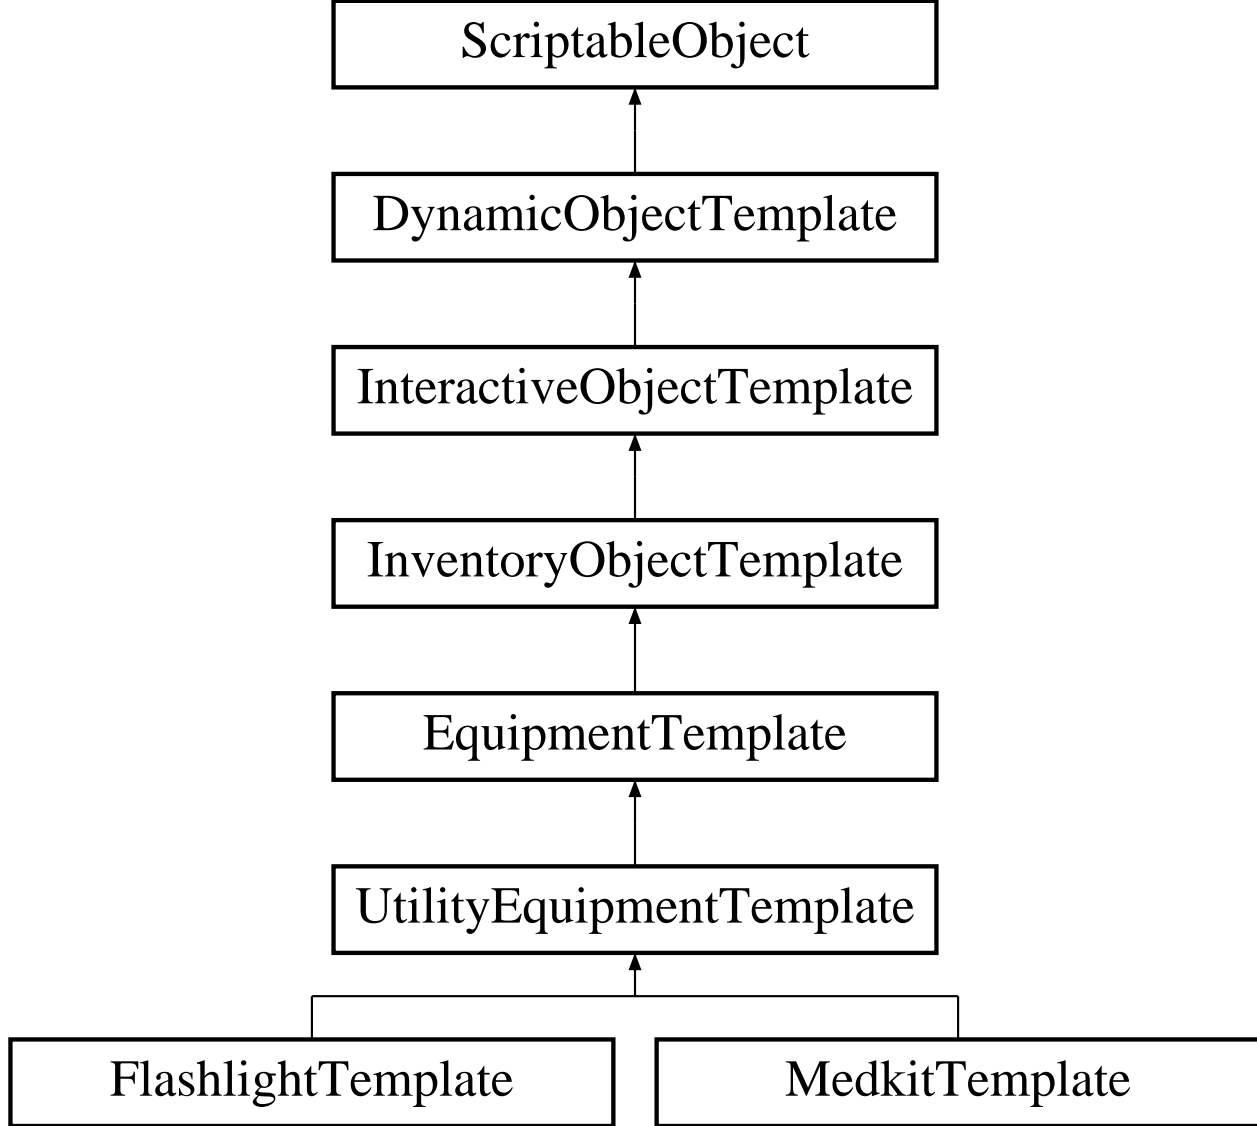 ScriptableObject
DynamicObjectTemplate
InteractiveObjectTemplate
InventoryObjectTemplate
EquipmentTemplate
UtilityEquipmentTemplate
FlashlightTemplate
MedkitTemplate